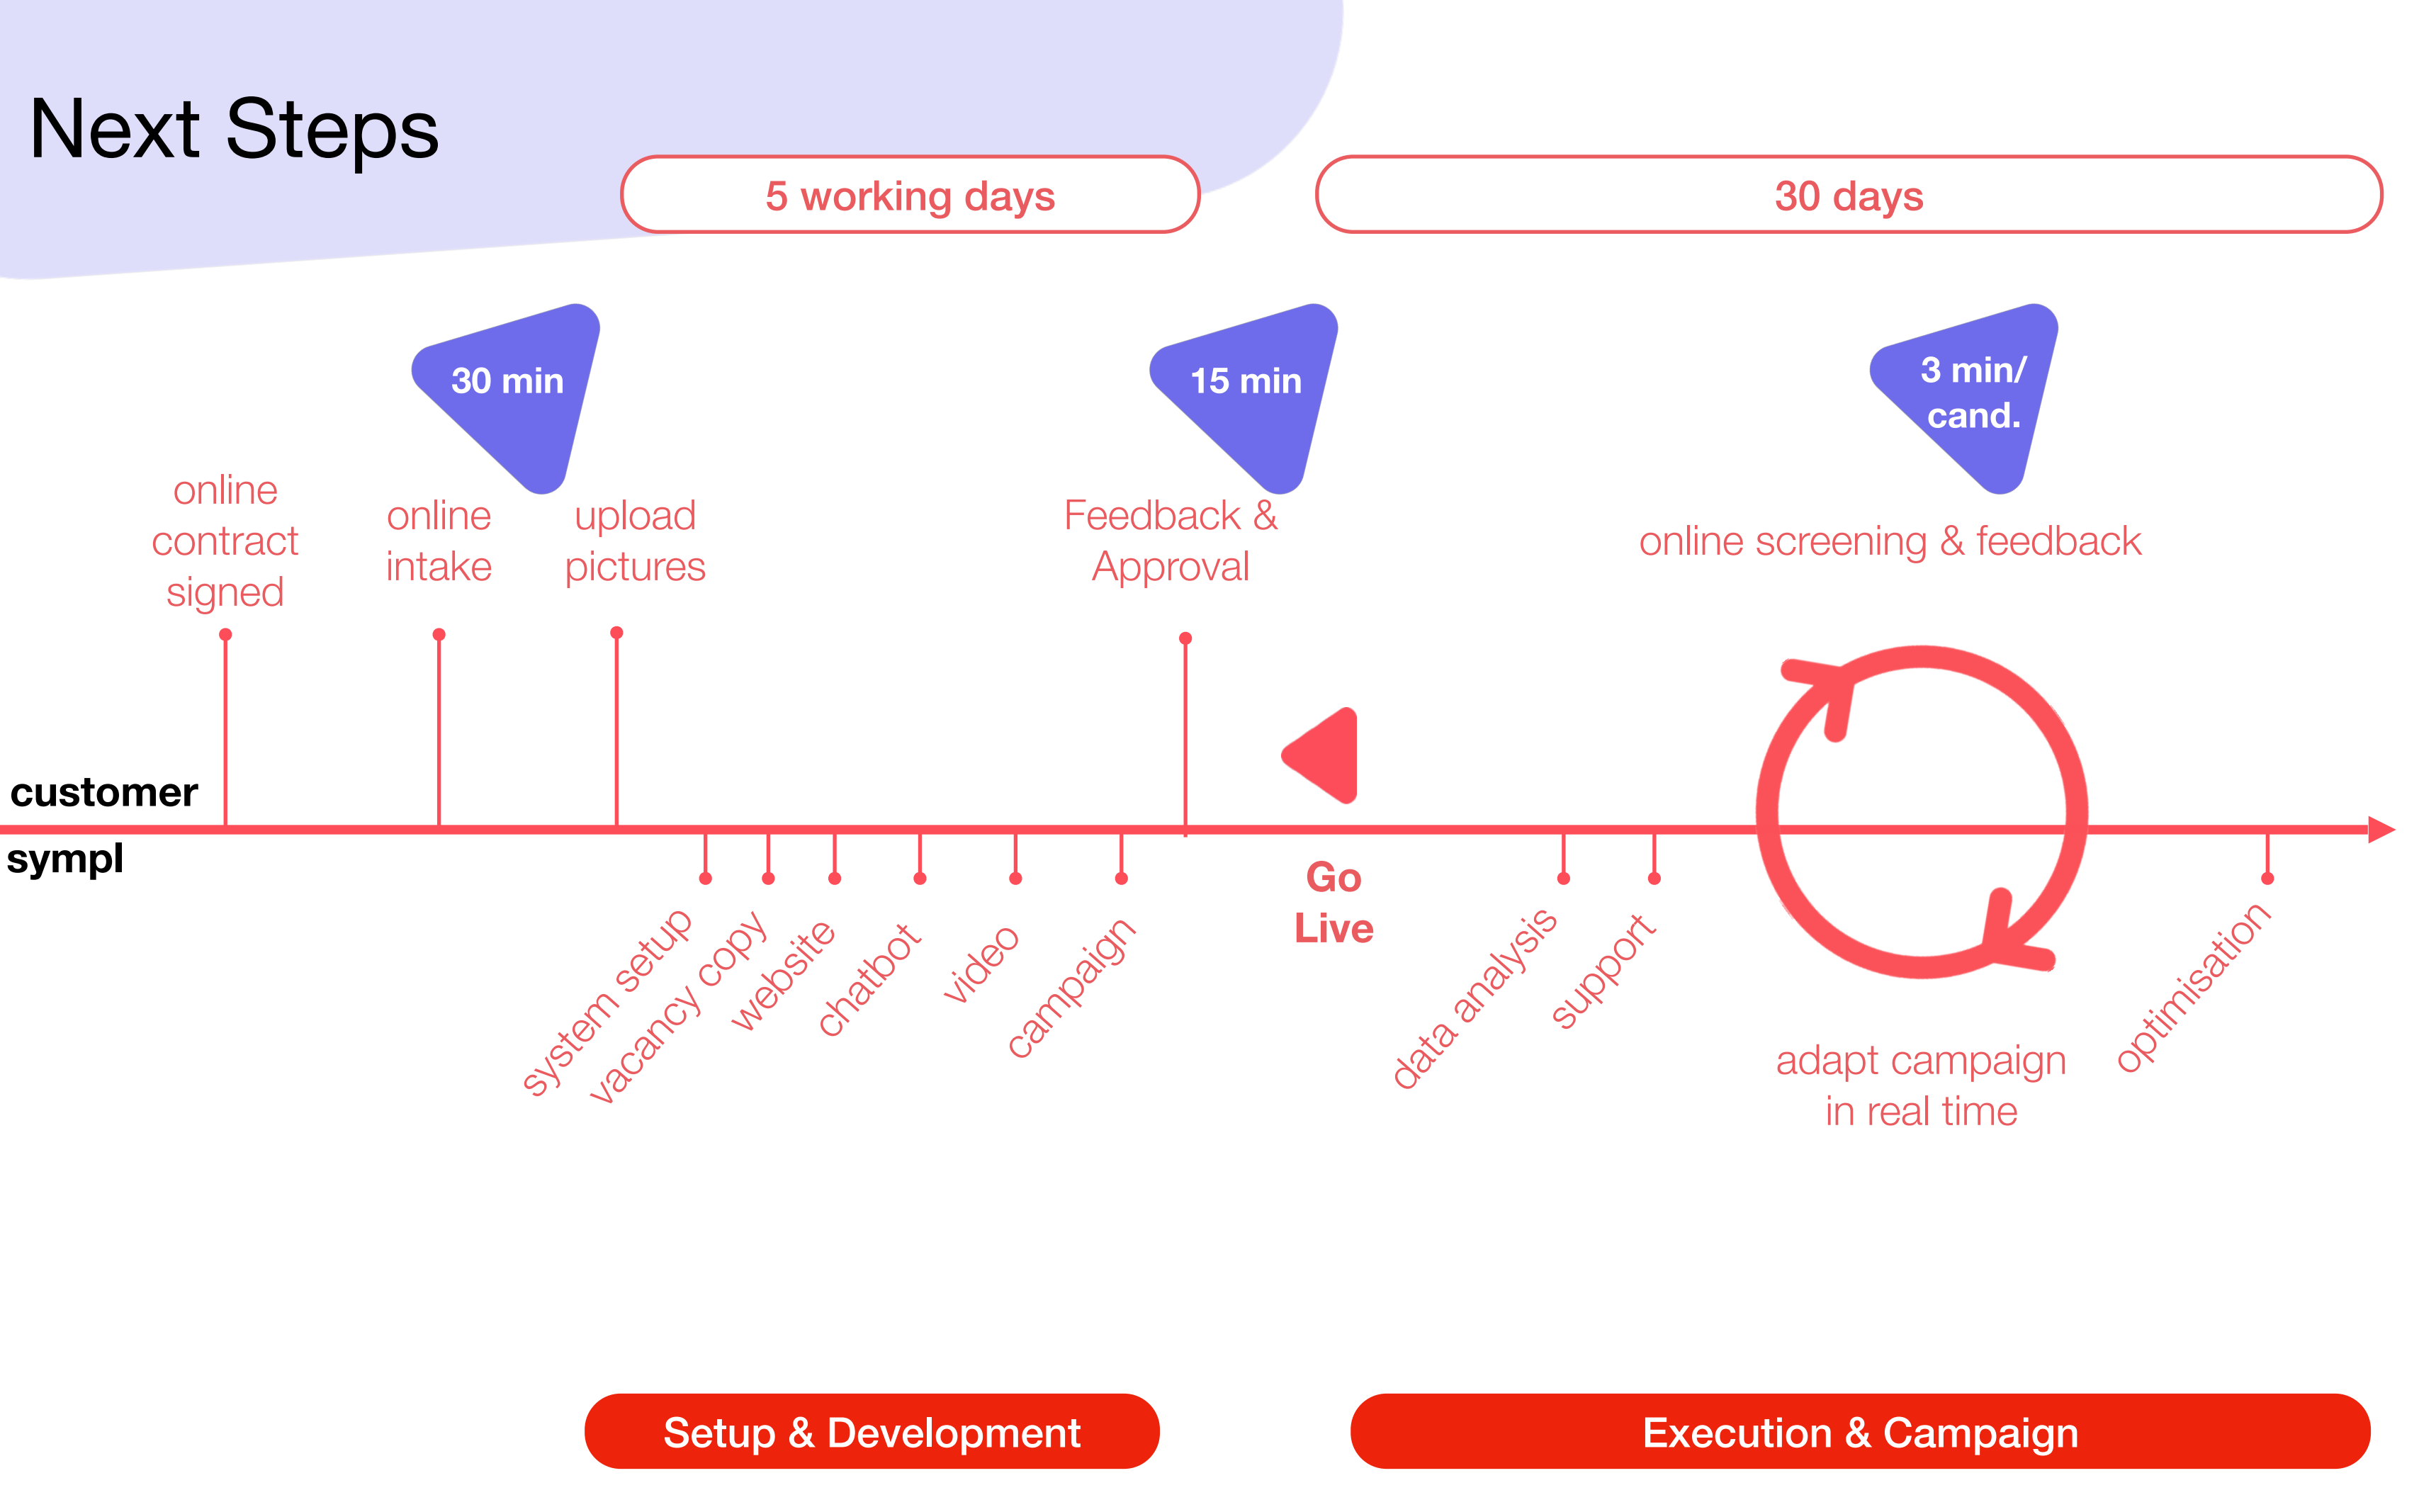 Next Steps
5 working days
30 days
30 min
15 min
3 min/
cand.
online
contract
signed
online
intake
upload
pictures
Feedback &
Approval
online screening & feedback
customer
sympl
Go
Live
system setup
vacancy copy
website
chatbot
video
campaign
data analysis
support
adapt campaign
in real time
optimisation
Setup & Development
Execution & Campaign